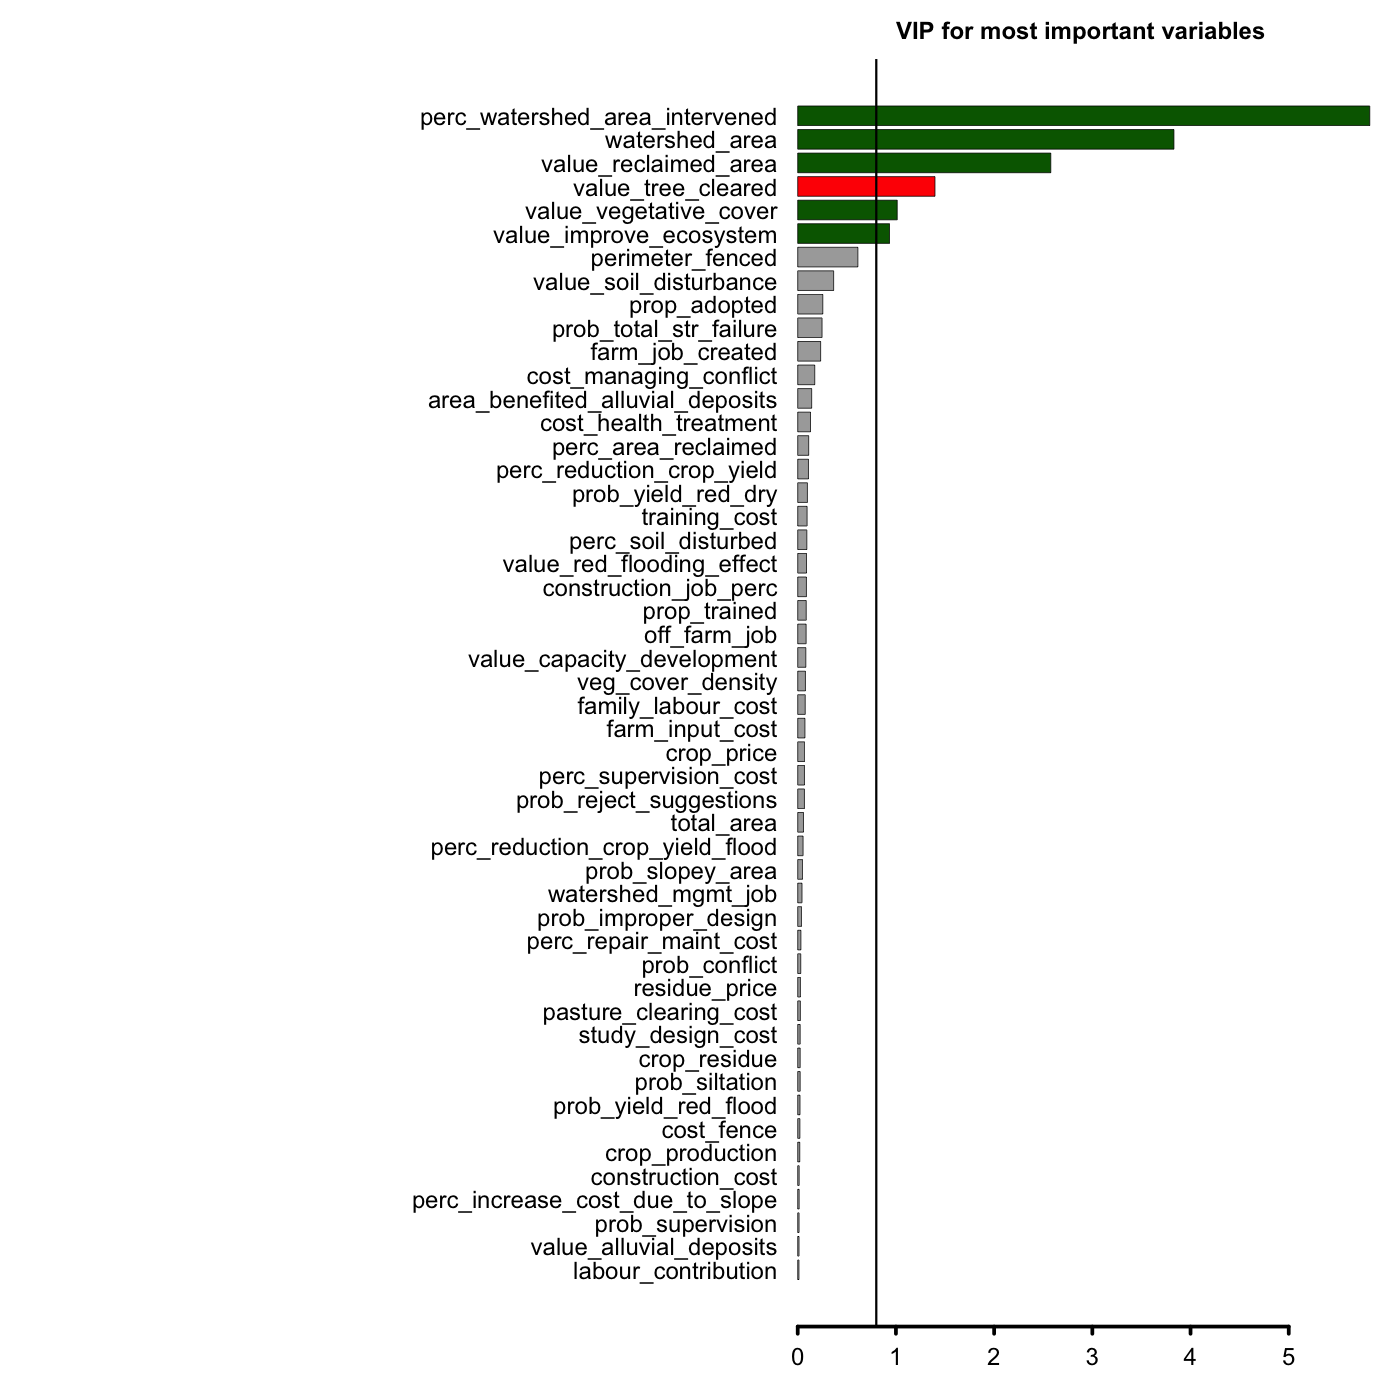 VIP for most important variables
perc_watershed_area_intervened
watershed_area
value_reclaimed_area
value_tree_cleared
value_vegetative_cover
value_improve_ecosystem
perimeter_fenced
value_soil_disturbance
prop_adopted
prob_total_str_failure
farm_job_created
cost_managing_conflict
area_benefited_alluvial_deposits
cost_health_treatment
perc_area_reclaimed
perc_reduction_crop_yield
prob_yield_red_dry
training_cost
perc_soil_disturbed
value_red_flooding_effect
construction_job_perc
prop_trained
off_farm_job
value_capacity_development
veg_cover_density
family_labour_cost
farm_input_cost
crop_price
perc_supervision_cost
prob_reject_suggestions
total_area
perc_reduction_crop_yield_flood
prob_slopey_area
watershed_mgmt_job
prob_improper_design
perc_repair_maint_cost
prob_conflict
residue_price
pasture_clearing_cost
study_design_cost
crop_residue
prob_siltation
prob_yield_red_flood
cost_fence
crop_production
construction_cost
perc_increase_cost_due_to_slope
prob_supervision
value_alluvial_deposits
labour_contribution
0 1 2 3 4 5